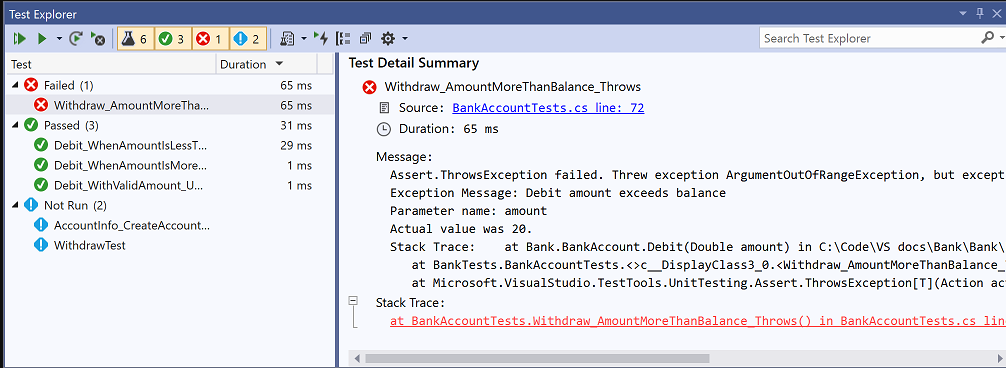 Test Explorer
6 3 1 2 Search Test Explorer
Test Duration
Failed (1) 65 ms
Withdraw_AmountMoreTha... 65 ms
Passed (3) 31 ms
Debit_WhenAmountIsLessT... 29 ms
Debit_WhenAmountIsMore... 1 ms
Debit_WithValidAmount_U... 1 ms
Not Run (2)
AccountInfo_CreateAccount...
WithdrawTest
Test Detail Summary
Withdraw_AmountMoreThanBalance_Throws
Source: BankAccountTests.cs line: 72
Duration: 65 ms
Message:
Assert.ThrowsException failed. Threw exception ArgumentOutOfRangeException, but except
Exception Message: Debit amount exceeds balance
Parameter name: amount
Actual value was 20.
Stack Trace: at Bank.BankAccount.Debit(Double amount) in C:\Code\VS docs\Bank\Bank\
at BankTests.BankAccountTests.<>c__DisplayClass3_0.<Withdraw_AmountMoreThanBalance_
at Microsoft.VisualStudio.TestTools.UnitTesting.Assert.ThrowsException[T](Action ac
Stack Trace:
at BankAccountTests.Withdraw_AmountMoreThanBalance_Throws() in BankAccountTests.cs lin